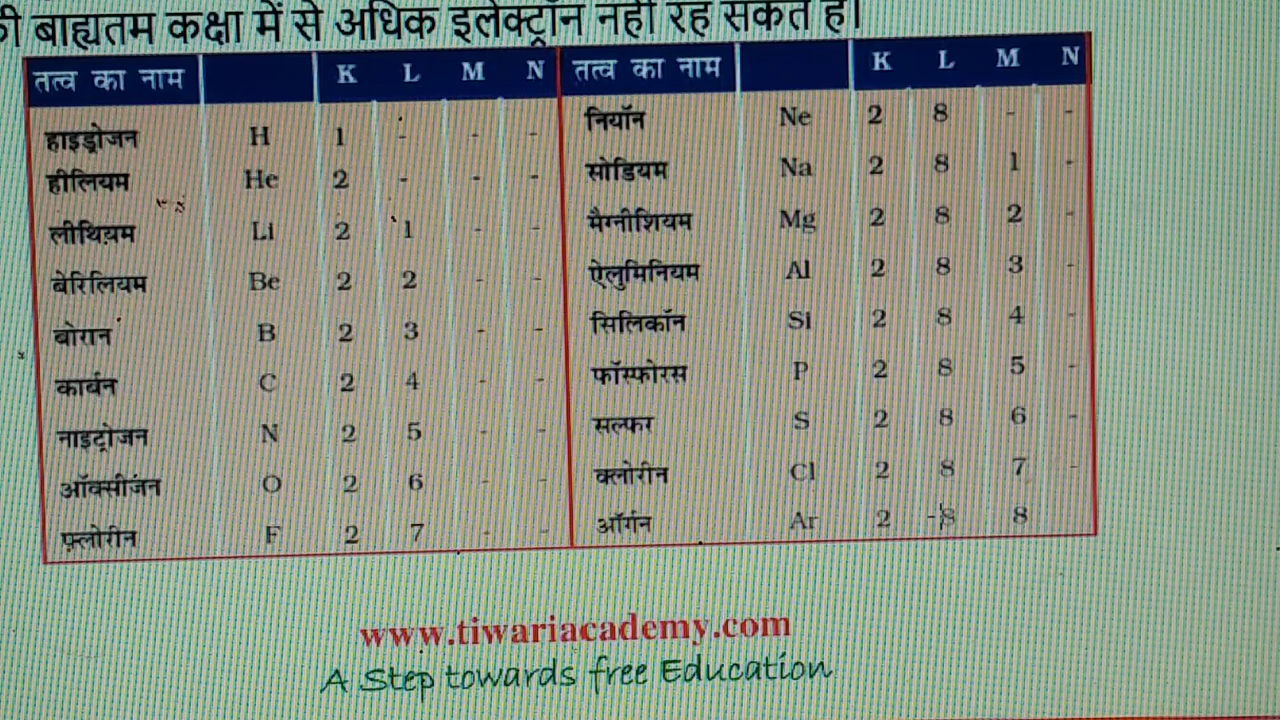 की बाह्यतम कक्षा में से अधिक इलेक्ट्रॉन नहीं रह सकते हैं।
तत्व का नाम K L M N तत्व का नाम K L M N
हाइड्रोजन H 1 - - - नियॉन Ne 2 8 - -
हीलियम He 2 - - - सोडियम Na 2 8 1 -
लीथियम Li 2 1 - - मैग्नीशियम Mg 2 8 2 -
बेरिलियम Be 2 2 - - ऐलुमिनियम Al 2 8 3 -
बोरान B 2 3 - - सिलिकॉन Si 2 8 4 -
कार्बन C 2 4 - - फॉस्फोरस P 2 8 5 -
नाइट्रोजन N 2 5 - - सल्फर S 2 8 6 -
ऑक्सीजन O 2 6 - - क्लोरीन Cl 2 8 7 -
फ़्लोरीन F 2 7 - - ऑर्गन Ar 2 8 8
www.tiwariacademy.com
A Step towards free Education